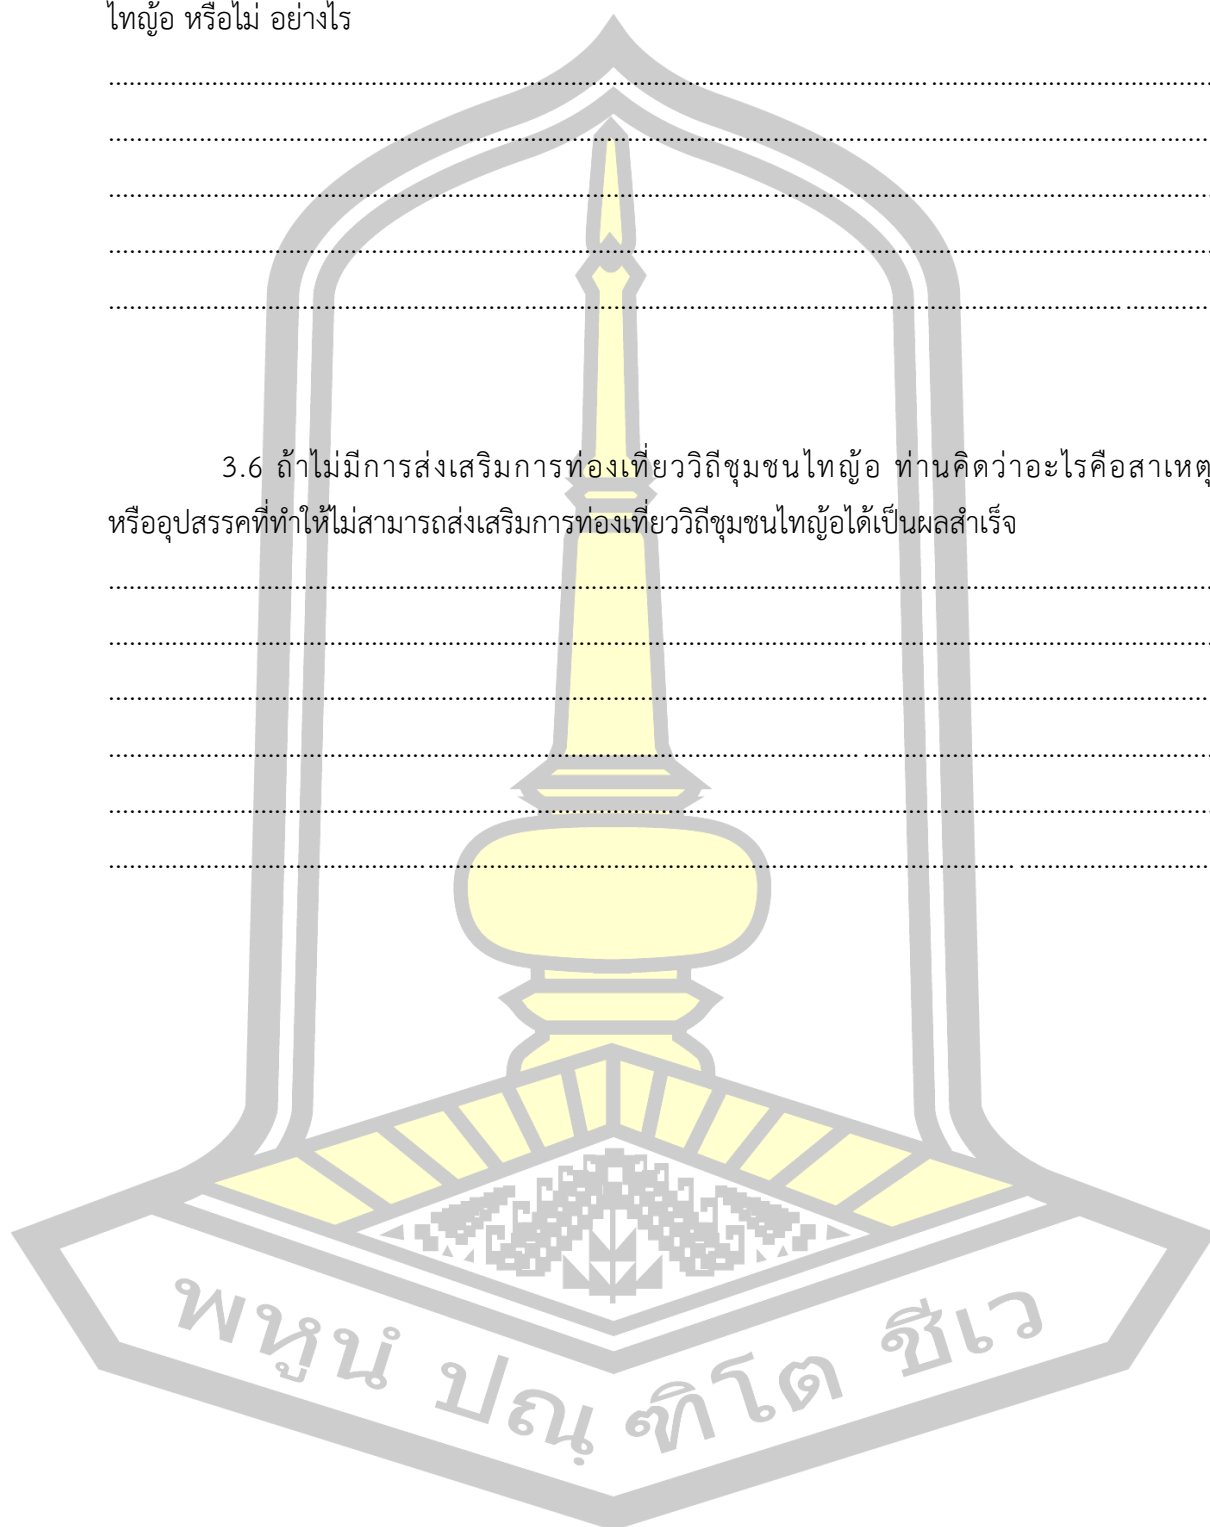 ไทญ้อ หรือไม่ อย่างไร
3.6 ถ้าไม่มีการส่งเสริมการท่องเที่ยววิถีชุมชนไทญ้อ ท่านคิดว่าอะไรคือสาเหตุ
หรืออุปสรรคที่ทำให้ไม่สามารถส่งเสริมการท่องเที่ยววิถีชุมชนไทญ้อได้เป็นผลสำเร็จ
พหูนํ ปณฺฑิโต ชีเว